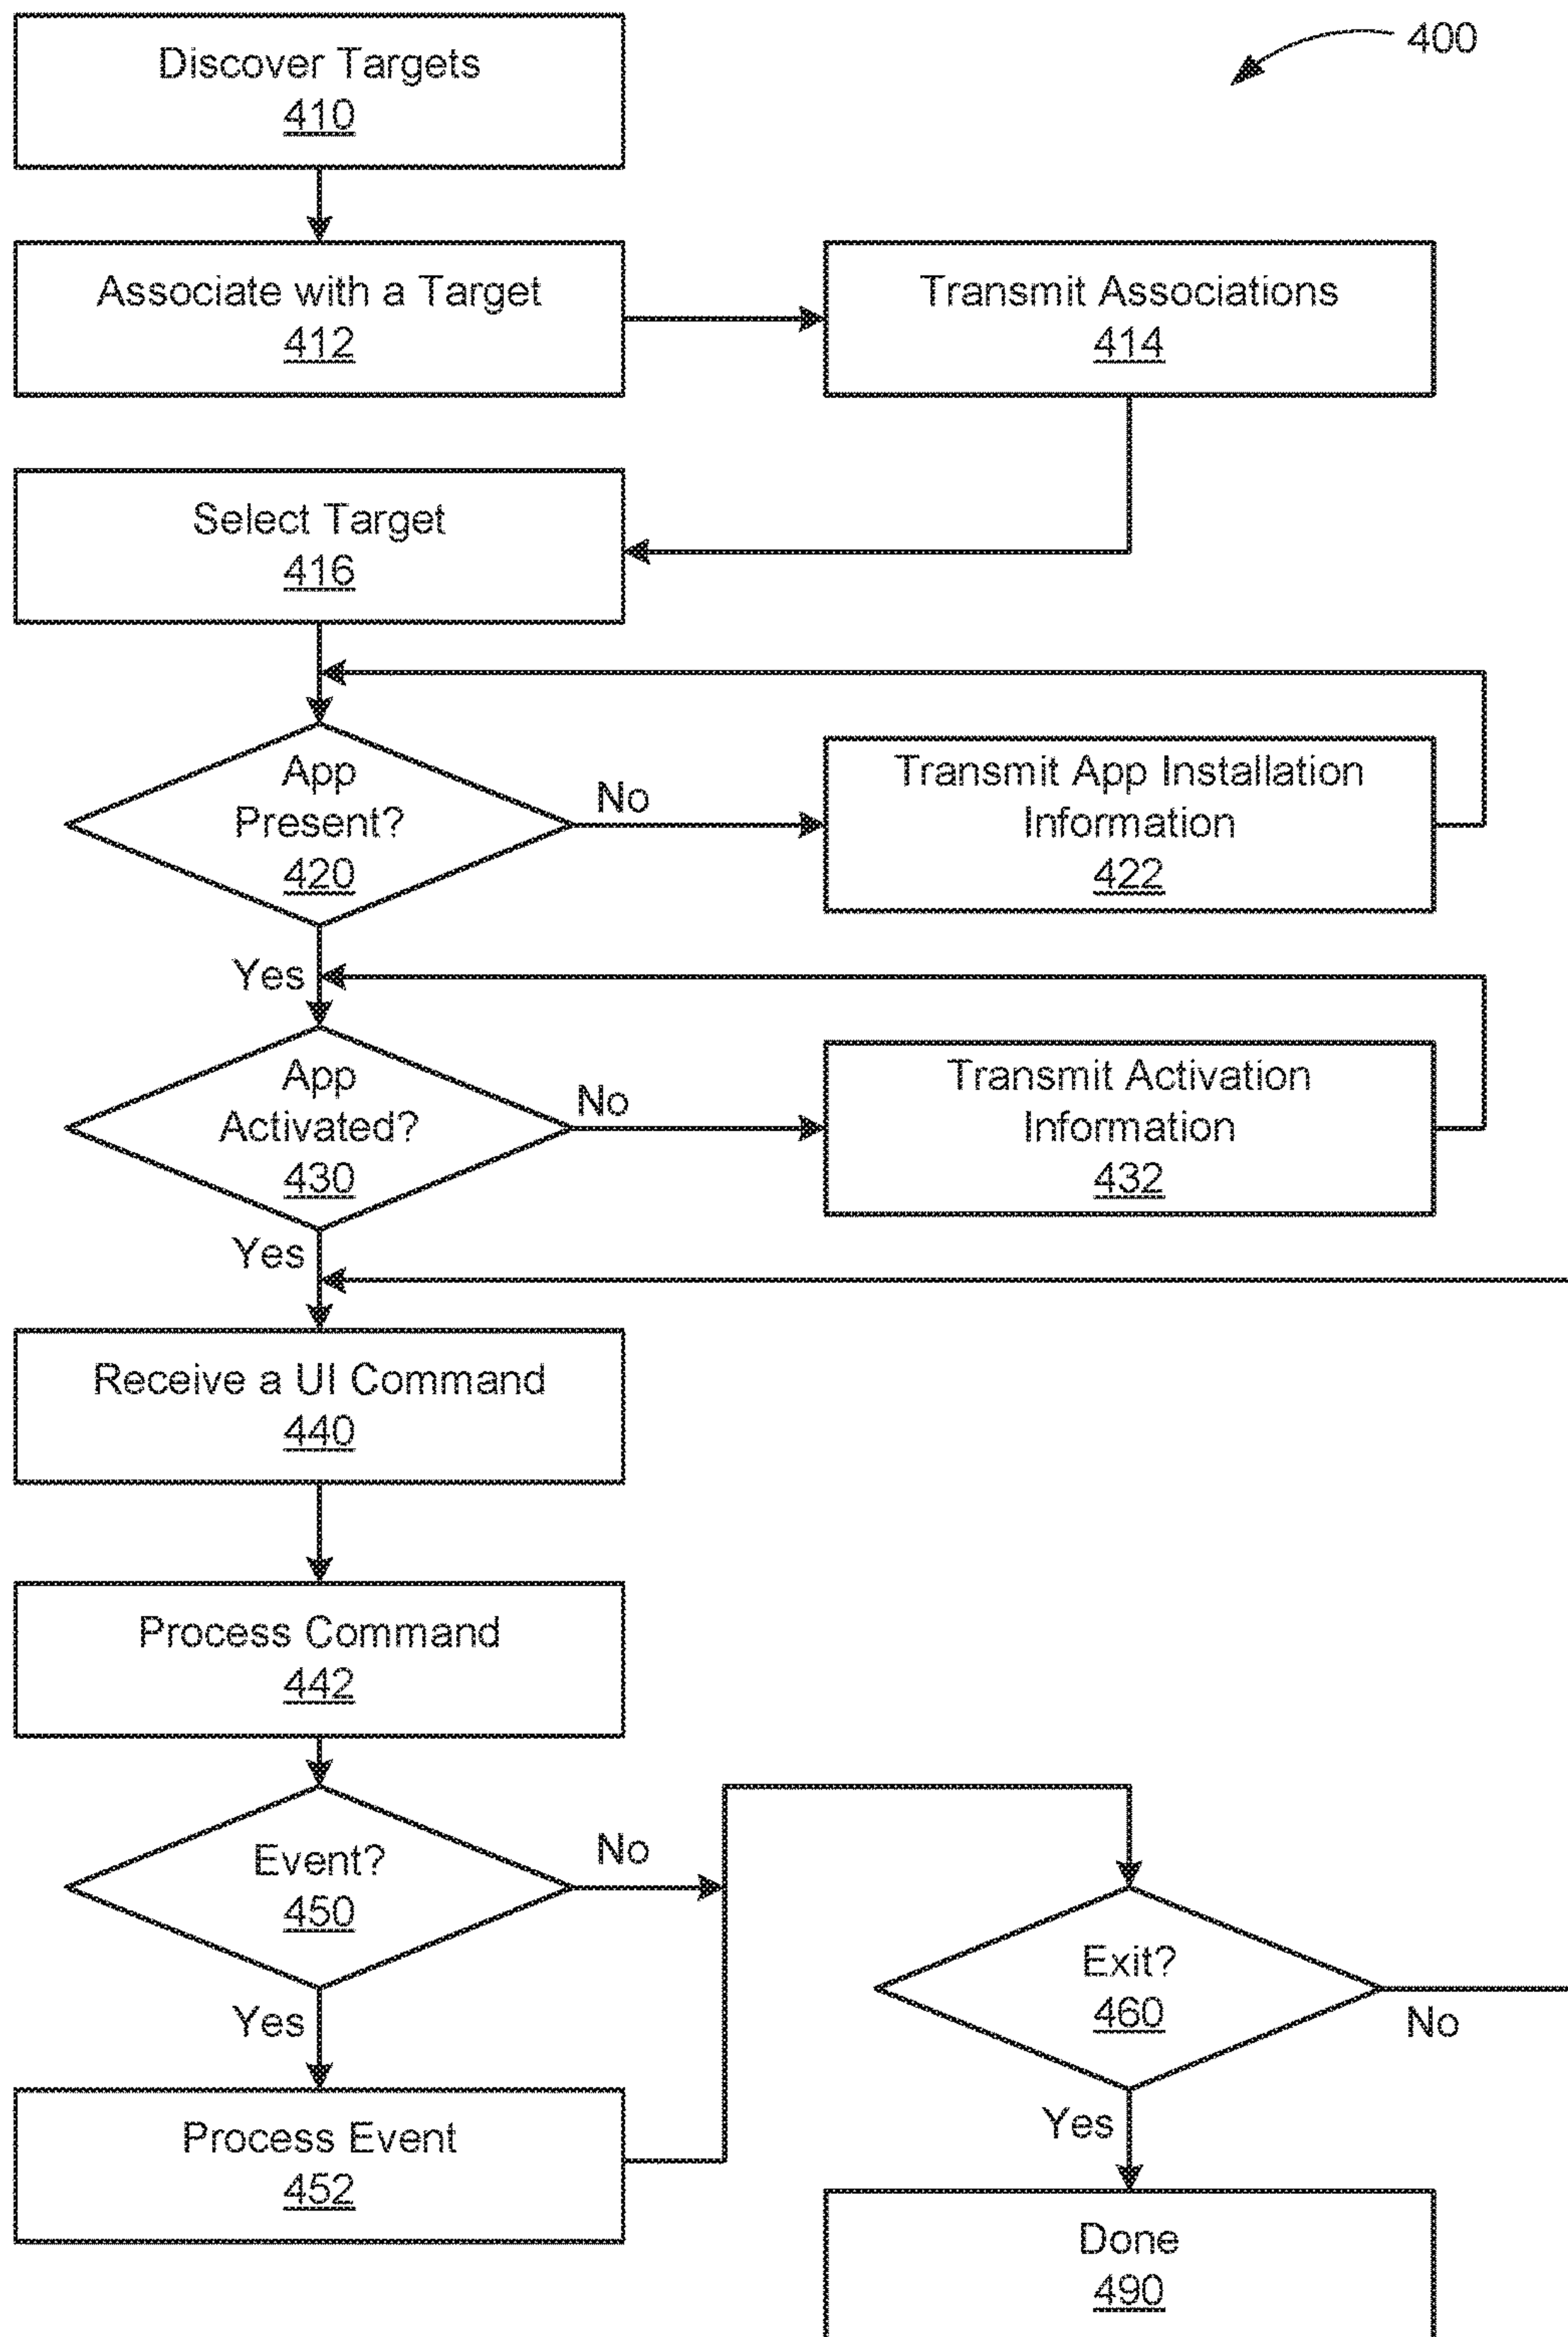 Discover Targets
410
400
Associate with a Target
412
Transmit Associations
414
Select Target
416
App
Present?
420
No
Transmit App Installation
Information
422
Yes
App
Activated?
430
No
Transmit Activation
Information
432
Yes
Receive a UI Command
440
Process Command
442
Event?
450
No
Yes
Process Event
452
Exit?
460
No
Yes
Done
490